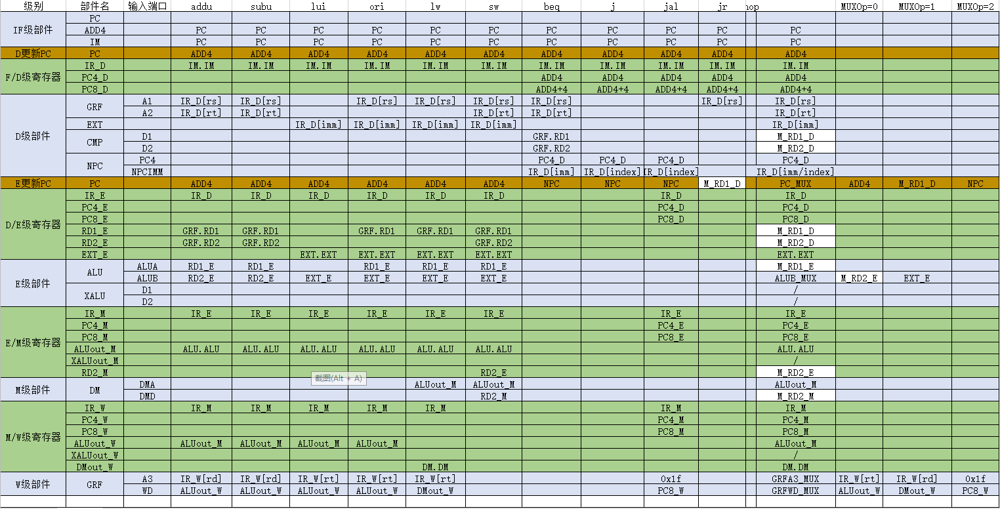 级别 部件名 输入端口 addu subu lui ori lw sw beq j jal jr nop MUXOp=0 MUXOp=1 MUXOp=2
IF级部件 PC
ADD4 PC PC PC PC PC PC PC PC PC PC PC
IM PC PC PC PC PC PC PC PC PC PC PC
D更新PC PC ADD4 ADD4 ADD4 ADD4 ADD4 ADD4 ADD4 ADD4 ADD4 ADD4 ADD4
F/D级寄存器 IR_D IM.IM IM.IM IM.IM IM.IM IM.IM IM.IM IM.IM IM.IM IM.IM IM.IM IM.IM
PC4_D ADD4 ADD4 ADD4 ADD4 ADD4
PC8_D ADD4+4 ADD4+4 ADD4+4 ADD4+4 ADD4+4
D级部件 GRF A1 IR_D[rs] IR_D[rs] IR_D[rs] IR_D[rs] IR_D[rs] IR_D[rs] IR_D[rs] IR_D[rs]
A2 IR_D[rt] IR_D[rt] IR_D[rt] IR_D[rt] IR_D[rt]
EXT IR_D[imm] IR_D[imm] IR_D[imm] IR_D[imm] IR_D[imm]
CMP D1 GRF.RD1 M_RD1_D
D2 GRF.RD2 M_RD2_D
NPC PC4 PC4_D PC4_D PC4_D PC4_D
NPCIMM IR_D[imm] IR_D[index] IR_D[index] IR_D[imm/index]
E更新PC PC ADD4 ADD4 ADD4 ADD4 ADD4 ADD4 NPC NPC NPC M_RD1_D PC_MUX ADD4 M_RD1_D NPC
D/E级寄存器 IR_E IR_D IR_D IR_D IR_D IR_D IR_D IR_D IR_D
PC4_E PC4_D PC4_D
PC8_E PC8_D PC8_D
RD1_E GRF.RD1 GRF.RD1 GRF.RD1 GRF.RD1 GRF.RD1 M_RD1_D
RD2_E GRF.RD2 GRF.RD2 GRF.RD2 M_RD2_D
EXT_E EXT.EXT EXT.EXT EXT.EXT EXT.EXT EXT.EXT
E级部件 ALU ALUA RD1_E RD1_E RD1_E RD1_E RD1_E M_RD1_E
ALUB RD2_E RD2_E EXT_E EXT_E EXT_E EXT_E ALUB_MUX M_RD2_E EXT_E
XALU D1 /
D2 /
E/M级寄存器 IR_M IR_E IR_E IR_E IR_E IR_E IR_E IR_E IR_E
PC4_M PC4_E PC4_E
PC8_M PC8_E PC8_E
ALUout_M ALU.ALU ALU.ALU ALU.ALU ALU.ALU ALU.ALU ALU.ALU ALU.ALU
XALUout_M /
RD2_M RD2_E M_RD2_E
截图(Alt + A)
M级部件 DM DMA ALUout_M ALUout_M ALUout_M
DMD RD2_M M_RD2_M
M/W级寄存器 IR_W IR_M IR_M IR_M IR_M IR_M IR_M IR_M
PC4_W PC4_M PC4_M
PC8_W PC8_M PC8_M
ALUout_W ALUout_M ALUout_M ALUout_M ALUout_M ALUout_M
XALUout_W /
DMout_W DM.DM DM.DM
W级部件 GRF A3 IR_W[rd] IR_W[rd] IR_W[rt] IR_W[rt] IR_W[rt] 0x1f GRFA3_MUX IR_W[rt] IR_W[rd] 0x1f
WD ALUout_W ALUout_W ALUout_W ALUout_W DMout_W PC8_W GRFWD_MUX ALUout_W DMout_W PC8_W